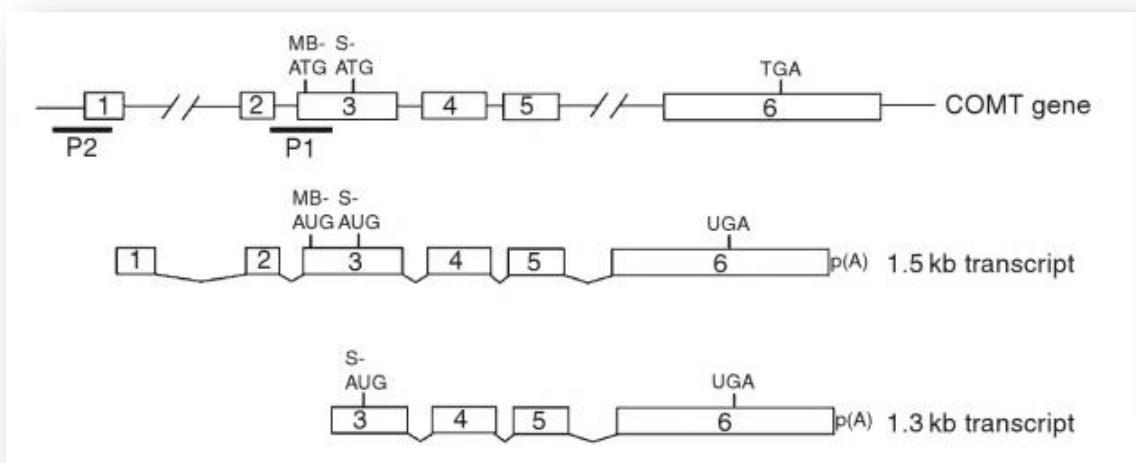 MB- S-
ATG ATG
TGA
1 2 3 4 5 6 COMT gene
P2 P1
MB- S-
AUG AUG
UGA
1 2 3 4 5 6 p(A) 1.5 kb transcript
S-
AUG
UGA
3 4 5 6 p(A) 1.3 kb transcript